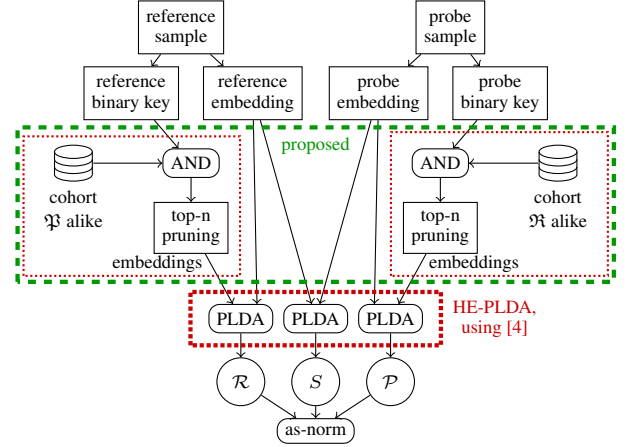 reference
sample
probe
sample
reference
binary key
reference
embedding
probe
embedding
probe
binary key
proposed
AND
AND
cohort
𝔓 alike
cohort
ℜ alike
top-n
pruning
top-n
pruning
embeddings
embeddings
PLDA
PLDA
PLDA
HE-PLDA,
using [4]
ℛ
S
𝒫
as-norm